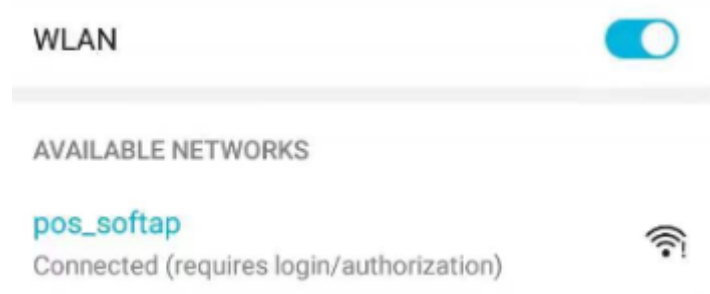 WLAN
AVAILABLE NETWORKS
pos_softap
Connected (requires login/authorization)